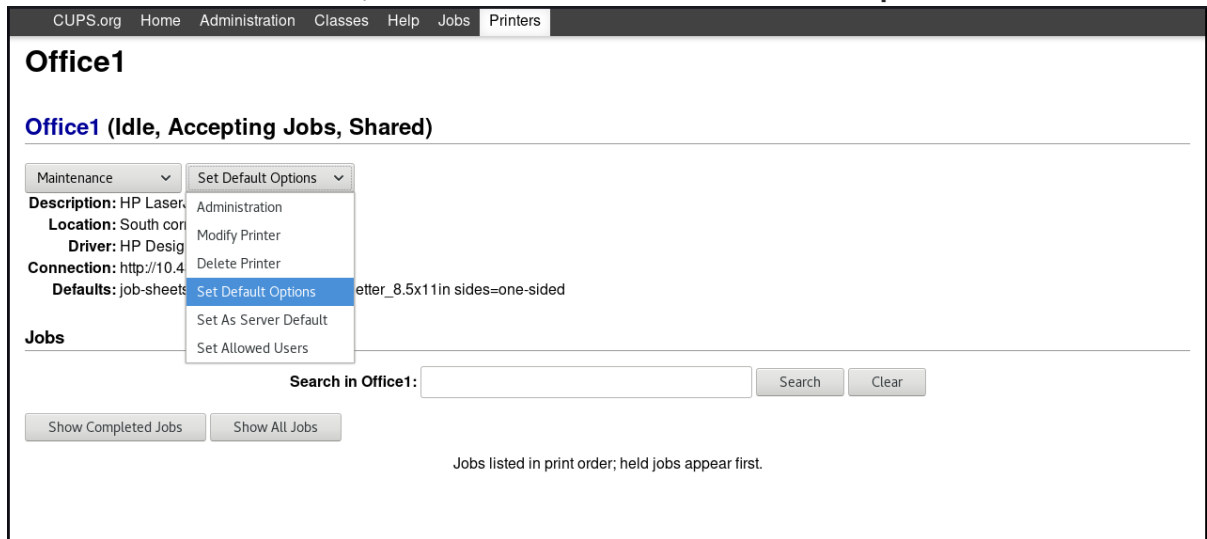 CUPS.org Home Administration Classes Help Jobs Printers
Office1
Office1 (Idle, Accepting Jobs, Shared)
Maintenance Set Default Options
Description: HP Laser
Administration
Location: South
Modify Printer
Driver: HP
Delete Printer
Connection: http://10.4
Defaults: job-sheets
Set Default Options
etter_8.5x11in sides=one-sided
Set As Server Default
Jobs
Set Allowed Users
Search in Office1: Search Clear
Show Completed Jobs Show All Jobs
Jobs listed in print order; held jobs appear first.